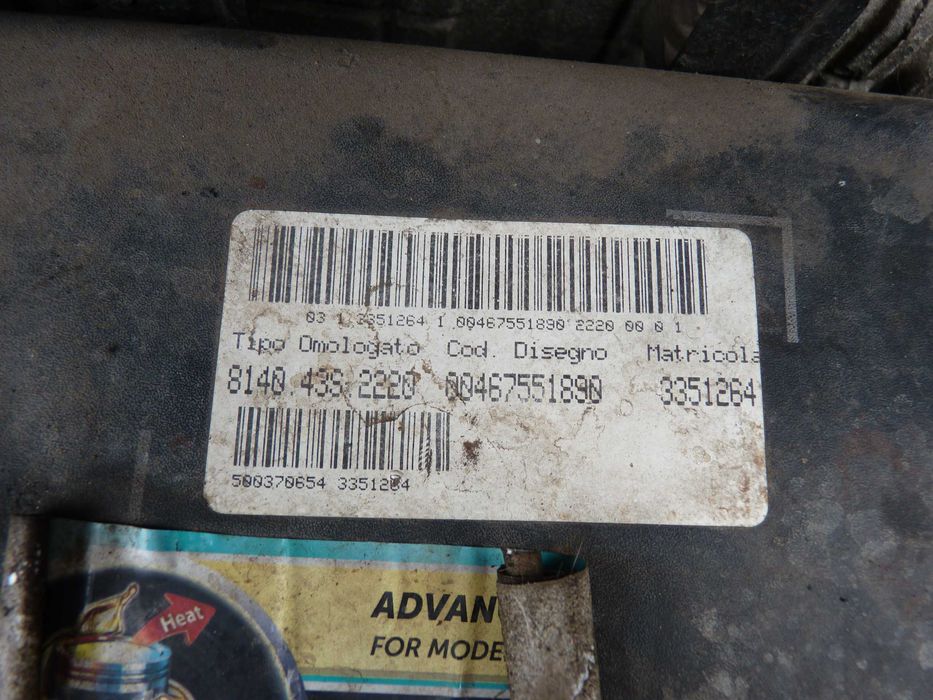 03 1 3351264 1 00467551890 2220 00 0 1
Tipo Omologato Cod. Disegno Matricola
8140.43S.2220 00467551890 3351264
500370654 3351264
Heat
ADVAN
FOR MODE